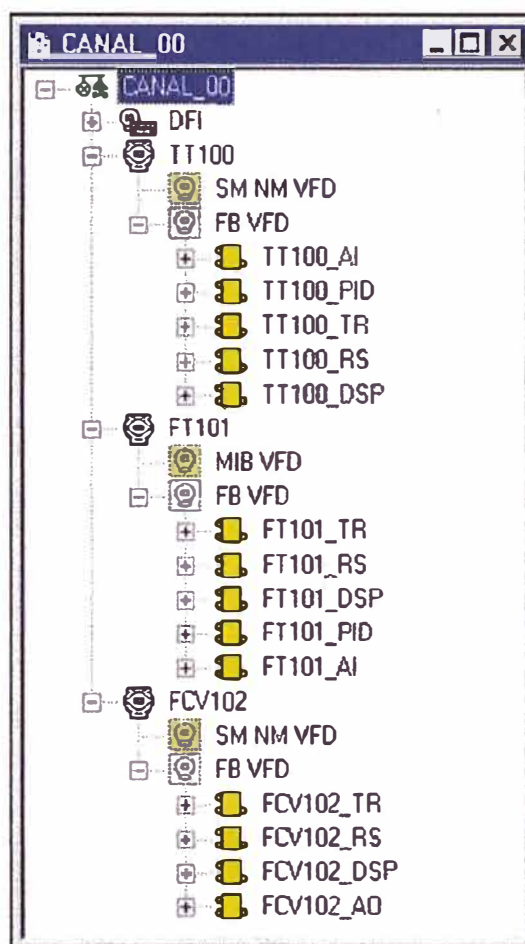 CANAL_00
CANAL_00
DFI
TT100
SM NM VFD
FB VFD
TT100_AI
TT100_PID
TT100_TR
TT100_RS
TT100_DSP
FT101
MIB VFD
FB VFD
FT101_TR
FT101_RS
FT101_DSP
FT101_PID
FT101_AI
FCV102
SM NM VFD
FB VFD
FCV102_TR
FCV102_RS
FCV102_DSP
FCV102_AO